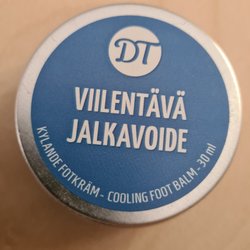 DT
VIILENTÄVÄ
JALKAVOIDE
KYLANDE FOTKRÄM - COOLING FOOT BALM - 30 ml